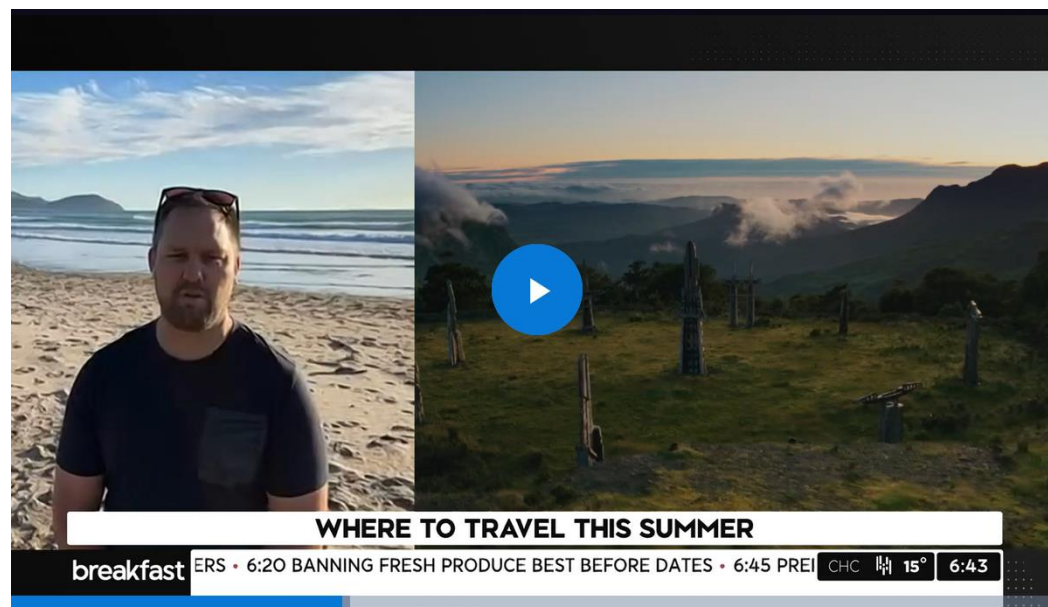 WHERE TO TRAVEL THIS SUMMER
breakfast ERS • 6:20 BANNING FRESH PRODUCE BEST BEFORE DATES • 6:45 PREI CHC 15° 6:43